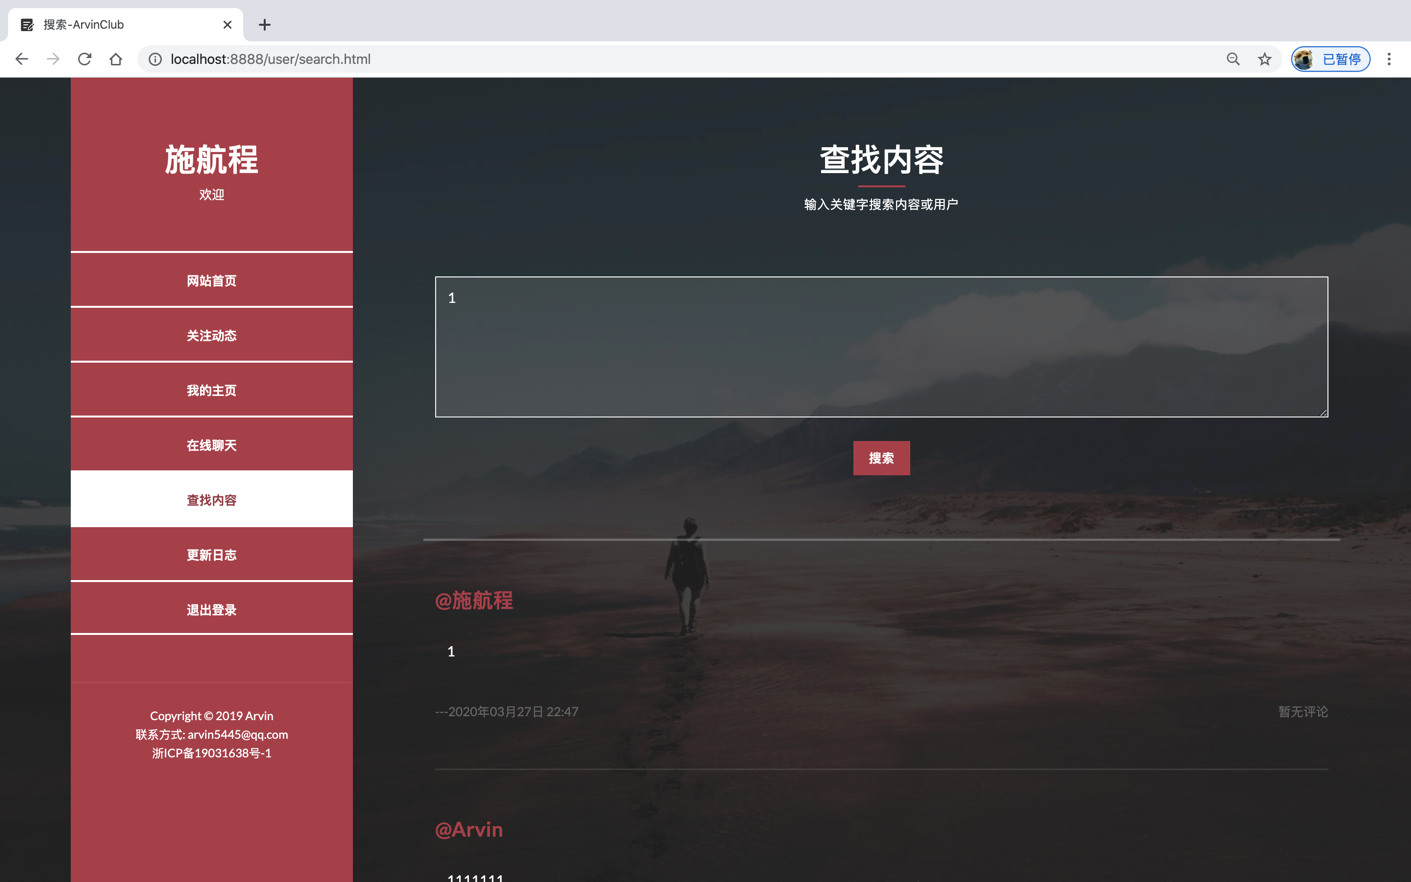 搜索-ArvinClub
localhost:8888/user/search.html
已暂停
施航程
欢迎
网站首页
关注动态
我的主页
在线聊天
查找内容
更新日志
退出登录
Copyright © 2019 Arvin
联系方式: arvin5445@qq.com
浙ICP备19031638号-1
查找内容
输入关键字搜索内容或用户
1
搜索
@施航程
1
---2020年03月27日 22:47
暂无评论
@Arvin
1111111